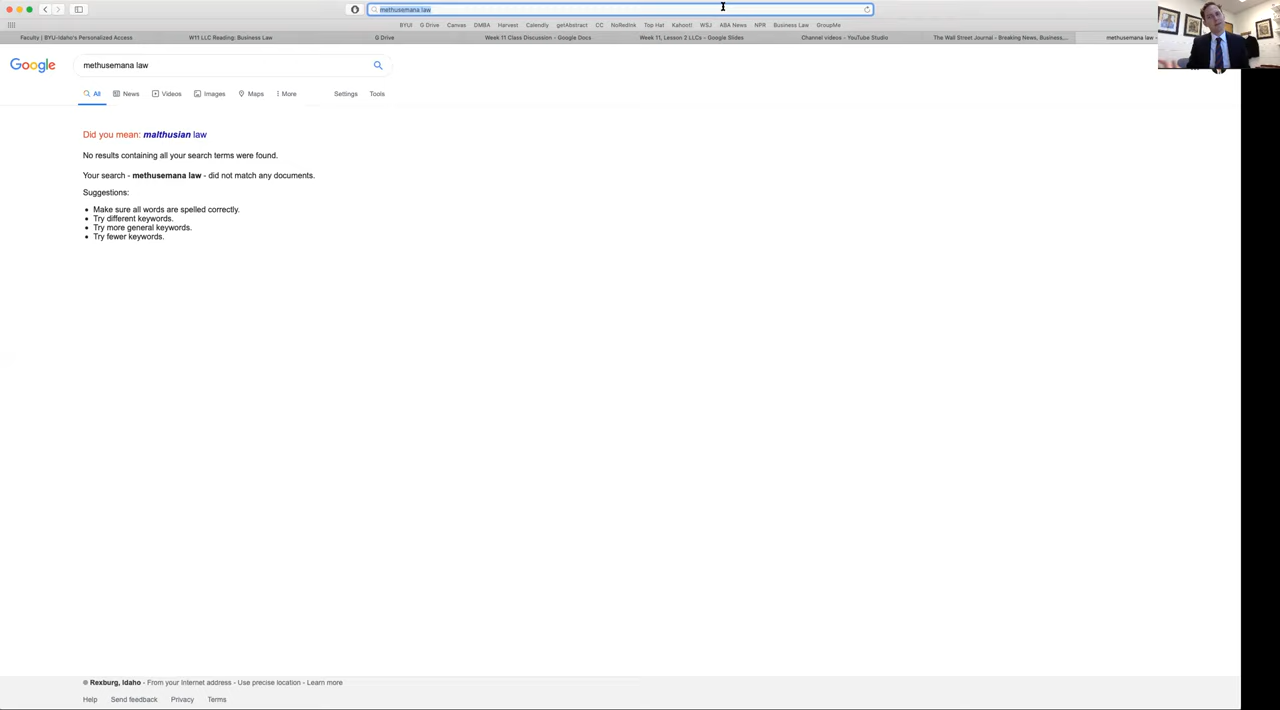 methusemana law
BYUI G Drive Canvas DMBA Harvest Calendly getAbstract CC NoRedInk Top Hat Kahoot! WSJ ABA News NPR Business Law GroupMe
Faculty | BYU-Idaho's Personalized Access W11 LLC Reading: Business Law G Drive Week 11 Class Discussion - Google Docs Week 11, Lesson 2 LLCs - Google Slides Channel videos - YouTube Studio The Wall Street Journal - Breaking News, Business,... methusemana law -
Google methusemana law
All News Videos Images Maps More Settings Tools
Did you mean: malthusian law
No results containing all your search terms were found.
Your search - methusemana law - did not match any documents.
Suggestions:
Make sure all words are spelled correctly.
Try different keywords.
Try more general keywords.
Try fewer keywords.
Rexburg, Idaho - From your Internet address - Use precise location - Learn more
Help Send feedback Privacy Terms